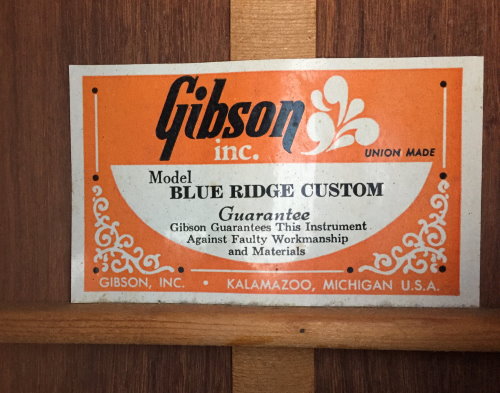 Gibson
inc.
UNION MADE
Model
BLUE RIDGE CUSTOM
Guarantee
Gibson Guarantees This Instrument
Against Faulty Workmanship
and Materials
GIBSON, INC. • KALAMAZOO, MICHIGAN U.S.A.